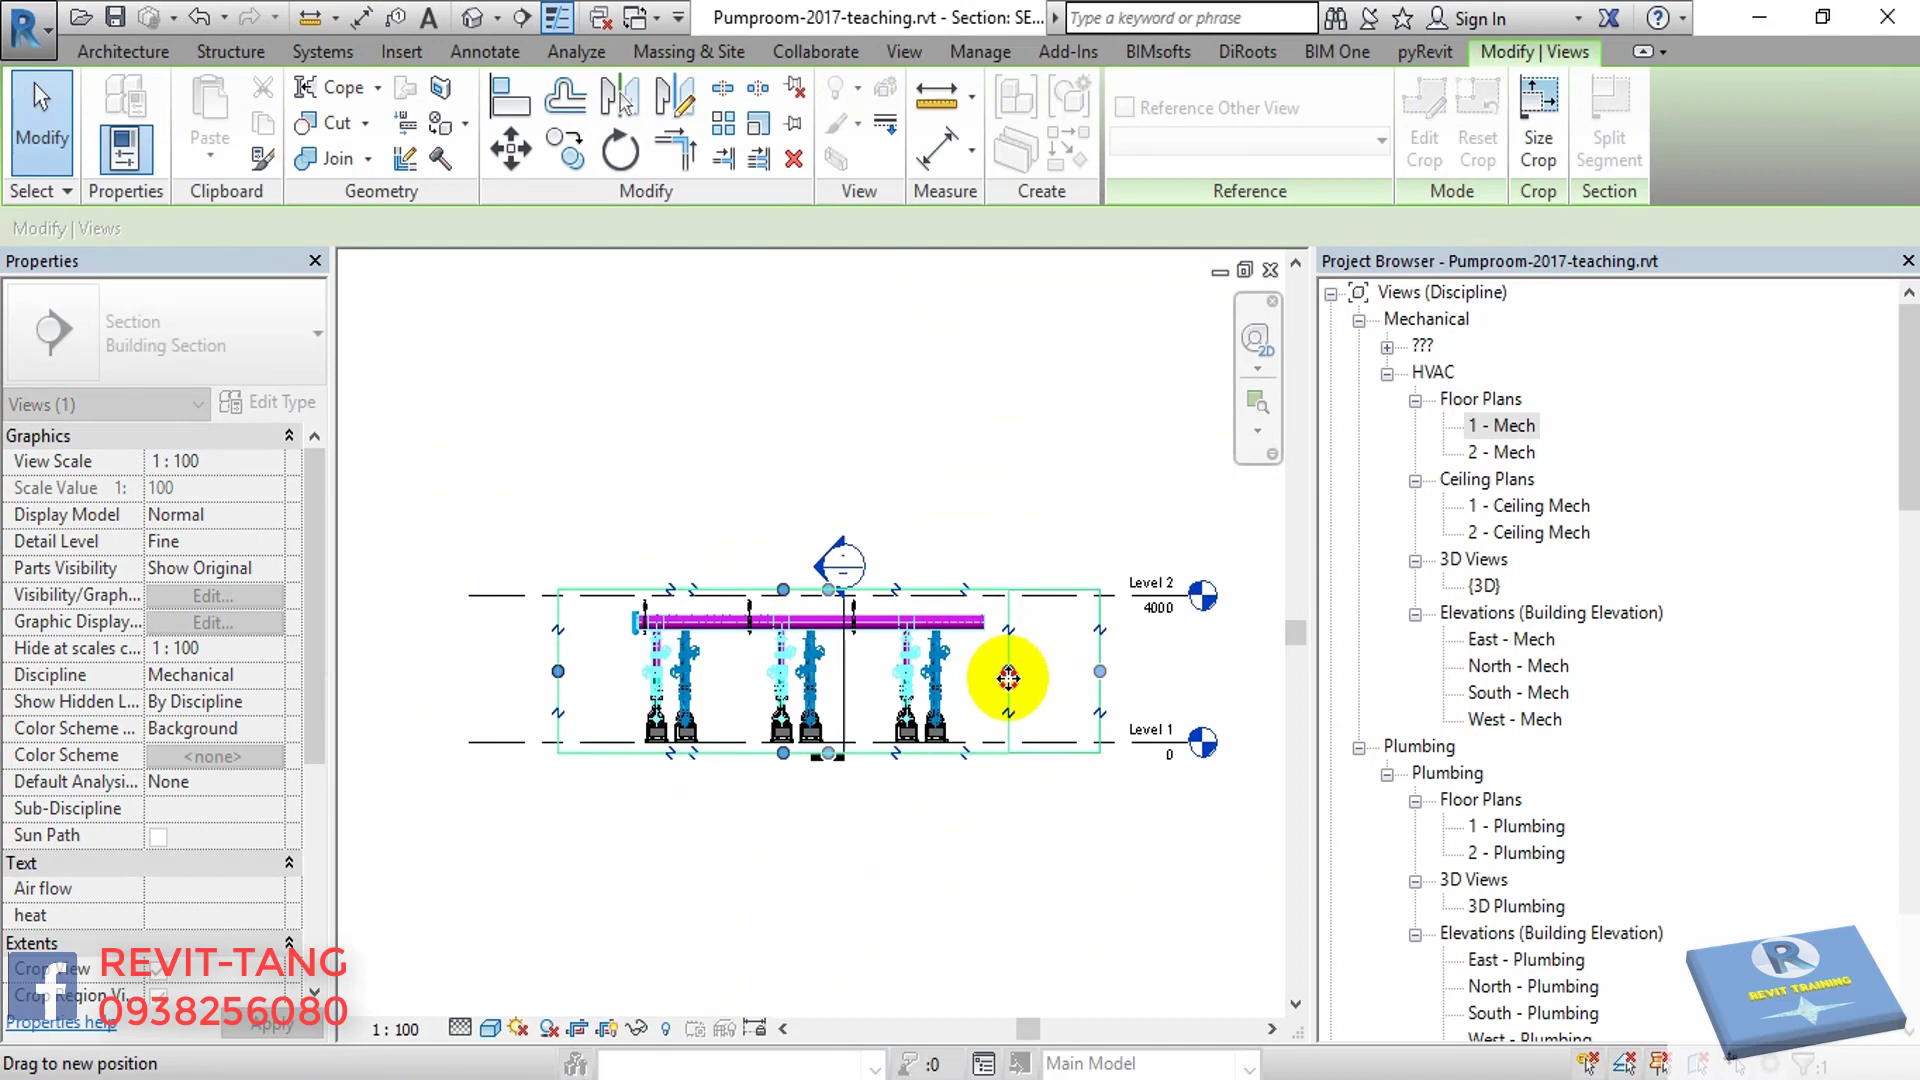 Pumproom-2017-teaching.rvt - Section: SE...
Type a keyword or phrase
Sign In
Architecture Structure Systems Insert Annotate Analyze Massing & Site Collaborate View Manage Add-Ins BIMsofts DiRoots BIM One pyRevit Modify | Views
Modify
Paste
Cope
Cut
Join
Reference Other View
Edit Crop
Reset Crop
Size Crop
Split Segment
Select Properties Clipboard Geometry Modify View Measure Create Reference Mode Crop Section
Modify | Views
Properties
Section
Building Section
Views (1)
Edit Type
Graphics
View Scale 1 : 100
Scale Value 1: 100
Display Model Normal
Detail Level Fine
Parts Visibility Show Original
Visibility/Graph... Edit...
Graphic Display... Edit...
Hide at scales c... 1 : 100
Discipline Mechanical
Show Hidden L... By Discipline
Color Scheme ... Background
Color Scheme <none>
Default Analysi... None
Sub-Discipline
Sun Path
Text
Air flow
heat
Extents
Crop View
Crop Region Vi...
Properties help
Apply
REVIT-TANG
0938256080
2D
Level 2
4000
Level 1
0
1 : 100
Project Browser - Pumproom-2017-teaching.rvt
Views (Discipline)
Mechanical
???
HVAC
Floor Plans
1 - Mech
2 - Mech
Ceiling Plans
1 - Ceiling Mech
2 - Ceiling Mech
3D Views
{3D}
Elevations (Building Elevation)
East - Mech
North - Mech
South - Mech
West - Mech
Plumbing
Plumbing
Floor Plans
1 - Plumbing
2 - Plumbing
3D Views
3D Plumbing
Elevations (Building Elevation)
East - Plumbing
North - Plumbing
South - Plumbing
West - Plumbing
REVIT TRAINING
Drag to new position
:0
Main Model
:1